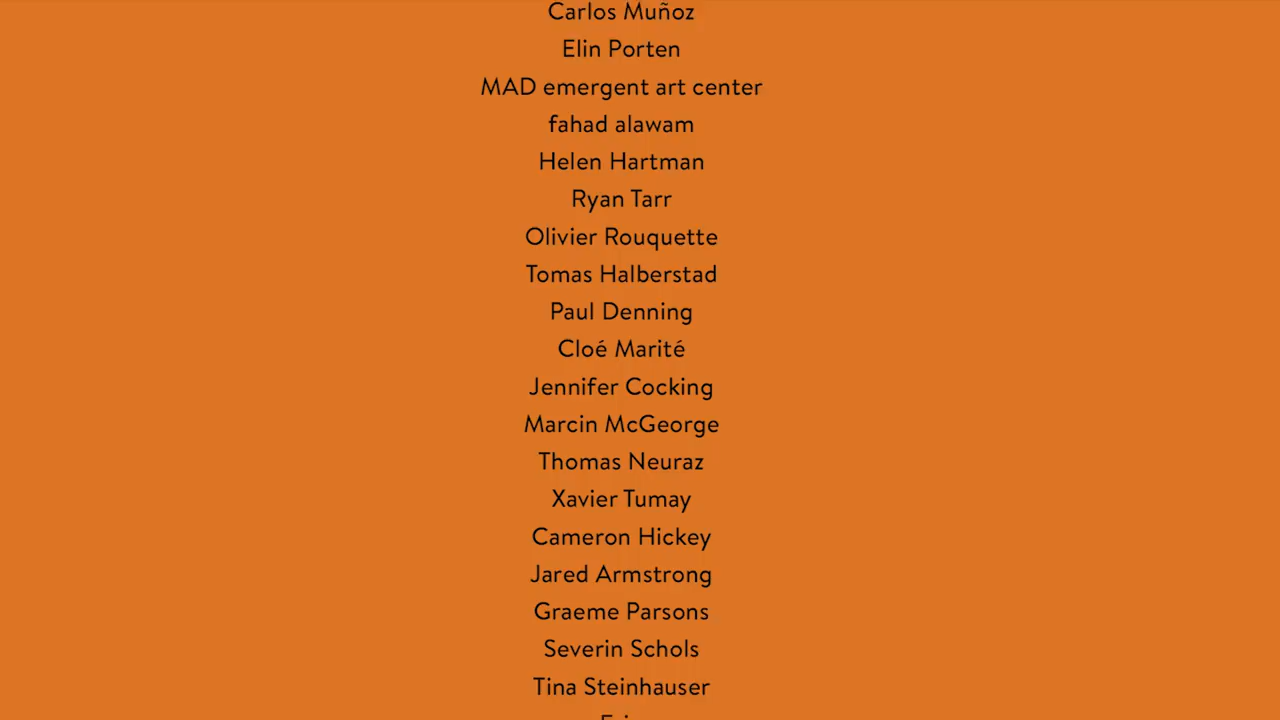 Carlos Muñoz
Elin Porten
MAD emergent art center
fahad alawam
Helen Hartman
Ryan Tarr
Olivier Rouquette
Tomas Halberstad
Paul Denning
Cloé Marité
Jennifer Cocking
Marcin McGeorge
Thomas Neuraz
Xavier Tumay
Cameron Hickey
Jared Armstrong
Graeme Parsons
Severin Schols
Tina Steinhauser